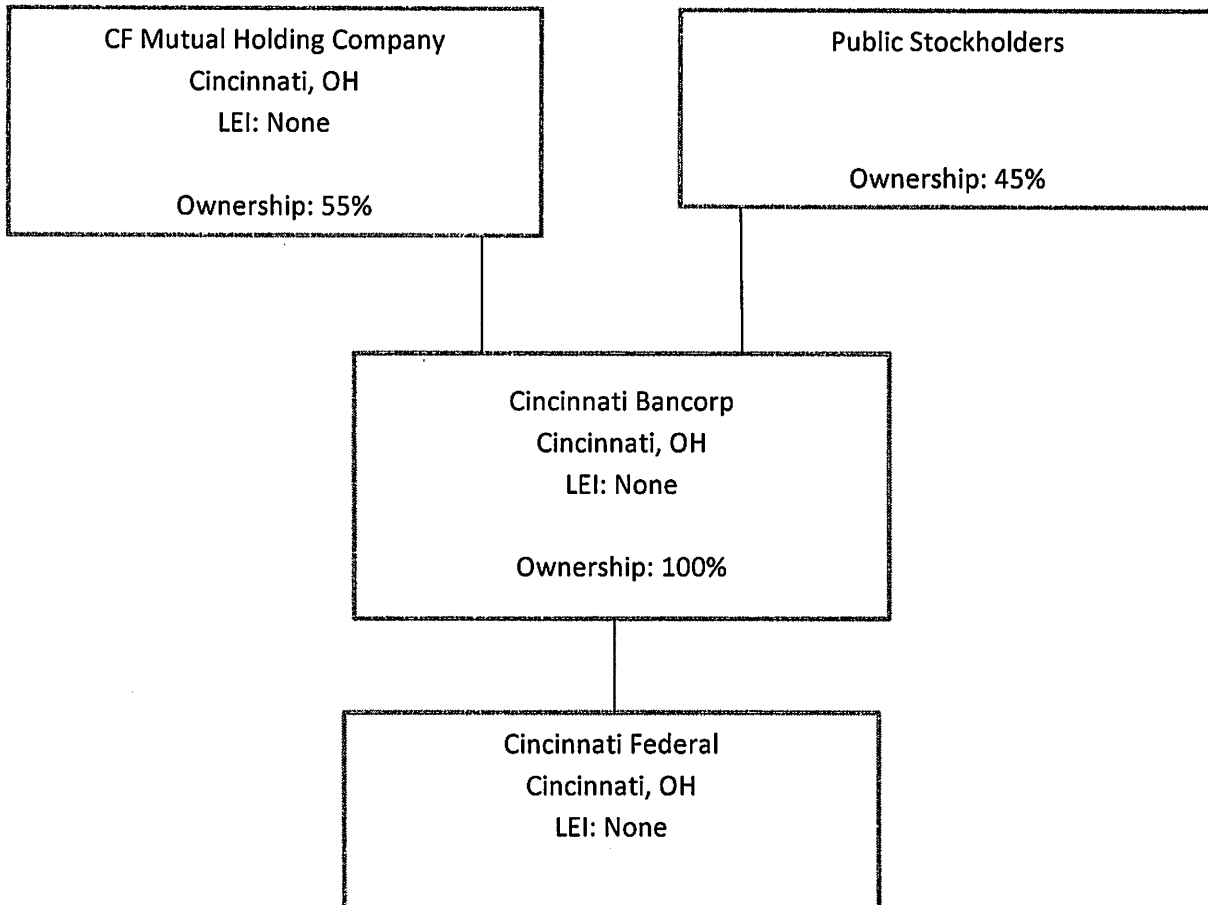 CF Mutual Holding Company
Cincinnati, OH
LEI: None
Ownership: 55%
Public Stockholders
Ownership: 45%
Cincinnati Bancorp
Cincinnati, OH
LEI: None
Ownership: 100%
Cincinnati Federal
Cincinnati, OH
LEI: None